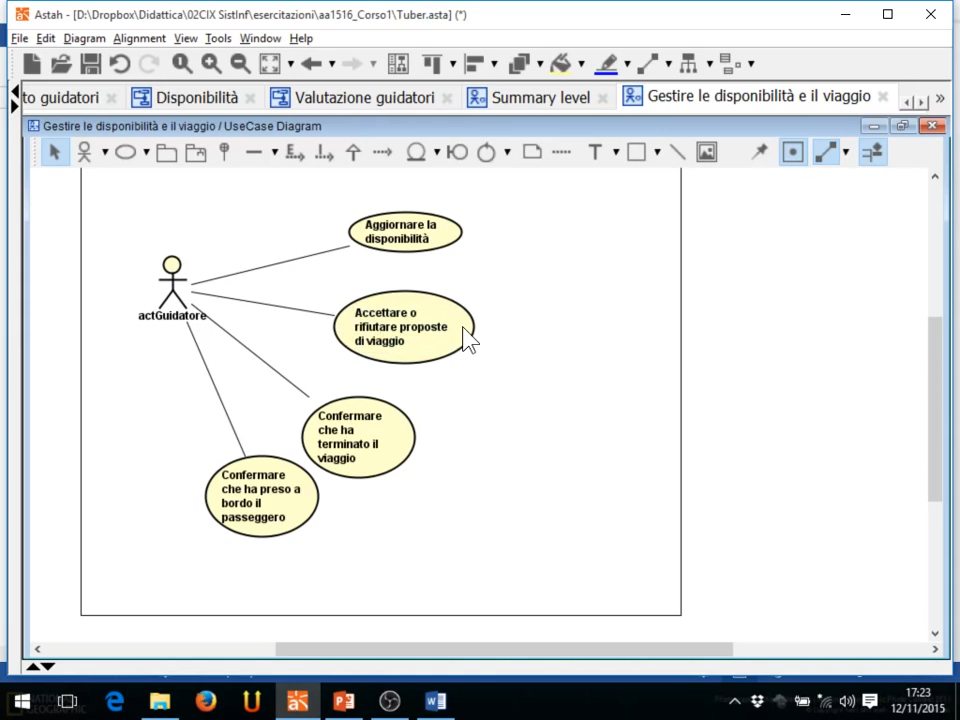 Astah - [D:\Dropbox\Didattica\02CIX SistInf\esercitazioni\aa1516_Corso1\Tuber.asta] (*)
File Edit Diagram Alignment View Tools Window Help
to guidatori Disponibilità Valutazione guidatori Summary level Gestire le disponibilità e il viaggio
Gestire le disponibilità e il viaggio / UseCase Diagram
Aggiornare la
disponibilità
actGuidatore
Accettare o
rifiutare proposte
di viaggio
Confermare
che ha
terminato il
viaggio
Confermare
che ha preso a
bordo il
passeggero
17:23
12/11/2015